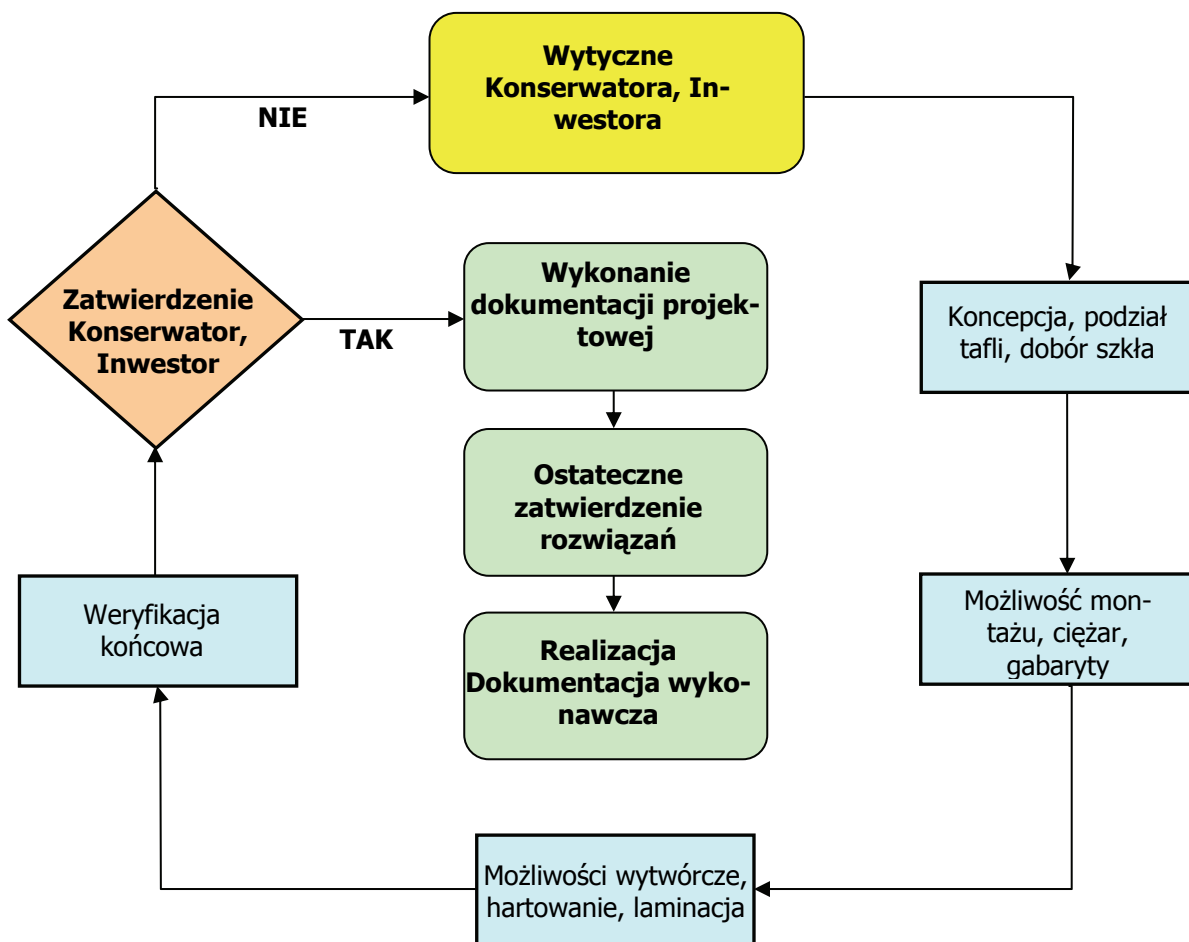 Wytyczne
Konserwatora, In-
westora
NIE
Zatwierdzenie
Konserwator,
Inwestor
TAK
Wykonanie
dokumentacji projek-
towej
Koncepcja, podział
tafli, dobór szkła
Ostateczne
zatwierdzenie
rozwiązań
Weryfikacja
końcowa
Możliwość mon-
tażu, ciężar,
gabaryty
Realizacja
Dokumentacja wyko-
nawcza
Możliwości wytwórcze,
hartowanie, laminacja